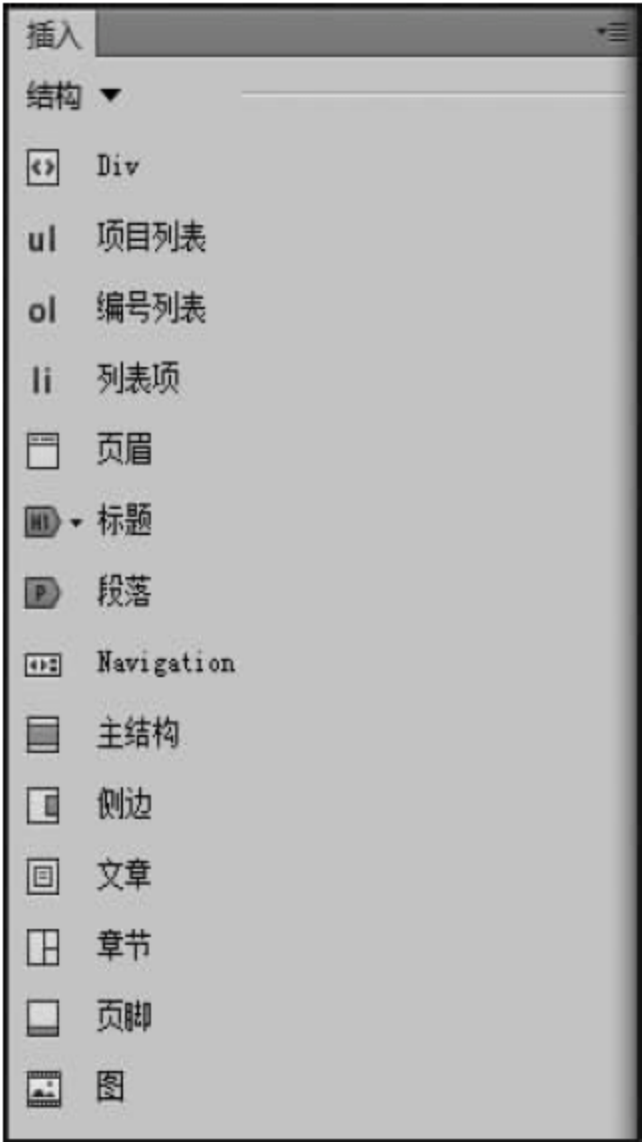 插入
结构
Div
ul 项目列表
ol 编号列表
li 列表项
页眉
H1 标题
P 段落
Navigation
主结构
侧边
文章
章节
页脚
图